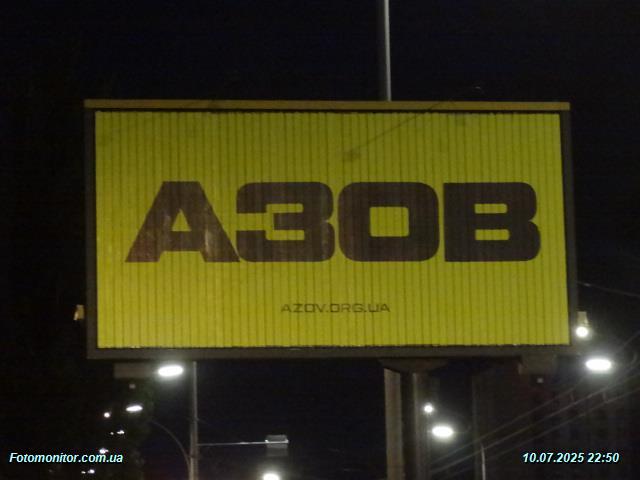 АЗОВ
AZOV.ORG.UA
Fotomonitor.com.ua
10.07.2025 22:50